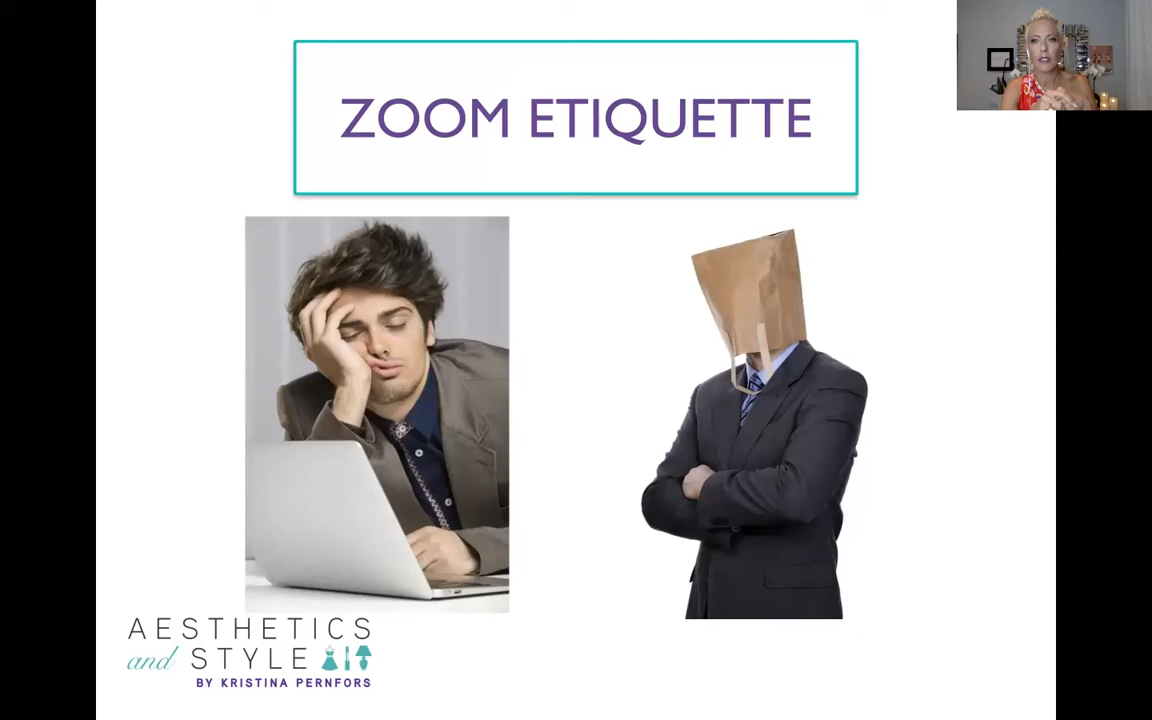 ZOOM ETIQUETTE
AESTHETICS
and STYLE
BY KRISTINA PERNFORS